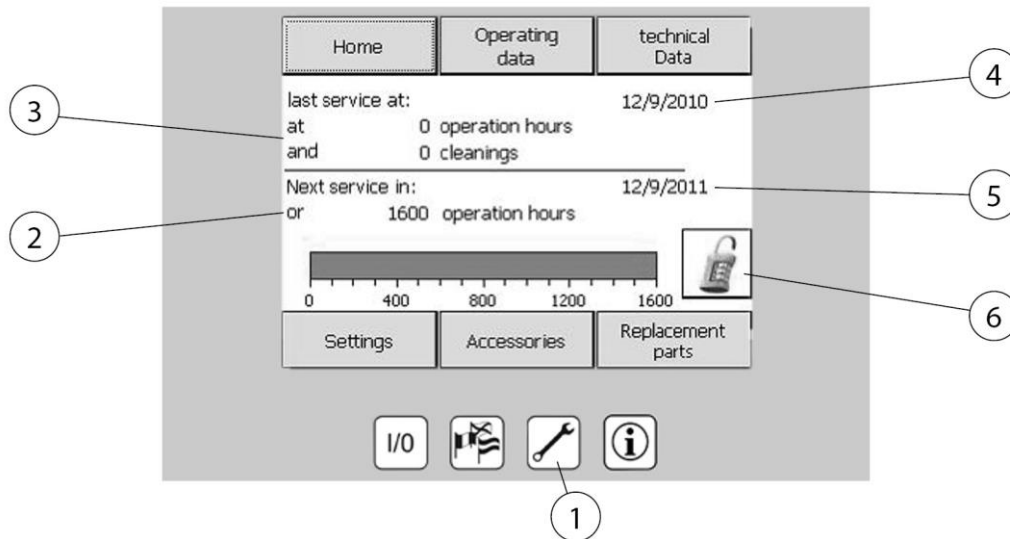 Home
Operating
data
technical
Data
last service at: 12/9/2010
at 0 operation hours
and 0 cleanings
Next service in: 12/9/2011
or 1600 operation hours
0 400 800 1200 1600
Settings
Accessories
Replacement
parts
I/0
i
1
2
3
4
5
6